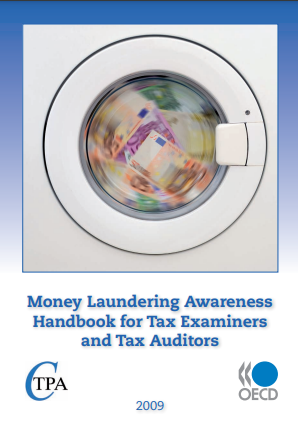 Money Laundering Awareness
Handbook for Tax Examiners
and Tax Auditors
CTPA
OECD
2009